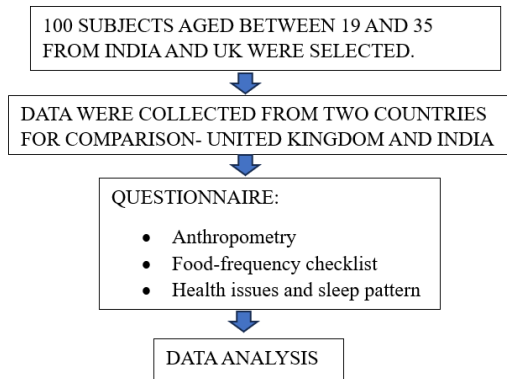 100 SUBJECTS AGED BETWEEN 19 AND 35
FROM INDIA AND UK WERE SELECTED.
DATA WERE COLLECTED FROM TWO COUNTRIES
FOR COMPARISON- UNITED KINGDOM AND INDIA
QUESTIONNAIRE:
• Anthropometry
• Food-frequency checklist
• Health issues and sleep pattern
DATA ANALYSIS